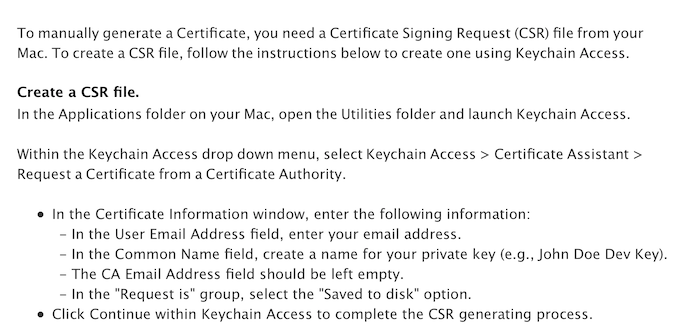 To manually generate a Certificate, you need a Certificate Signing Request (CSR) file from your
Mac. To create a CSR file, follow the instructions below to create one using Keychain Access.
Create a CSR file.
In the Applications folder on your Mac, open the Utilities folder and launch Keychain Access.
Within the Keychain Access drop down menu, select Keychain Access > Certificate Assistant >
Request a Certificate from a Certificate Authority.
• In the Certificate Information window, enter the following information:
– In the User Email Address field, enter your email address.
– In the Common Name field, create a name for your private key (e.g., John Doe Dev Key).
– The CA Email Address field should be left empty.
– In the "Request is" group, select the "Saved to disk" option.
• Click Continue within Keychain Access to complete the CSR generating process.